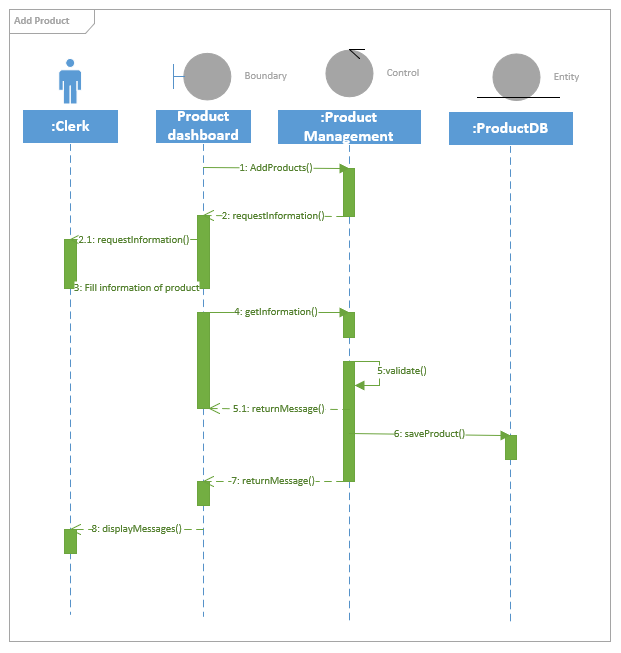 Add Product
Boundary
Control
Entity
:Clerk
Product
dashboard
:Product
Management
:ProductDB
1: AddProducts()
2: requestInformation()
2.1: requestInformation()
3: Fill information of product
4: getInformation()
5:validate()
5.1: returnMessage()
6: saveProduct()
7: returnMessage()
8: displayMessages()